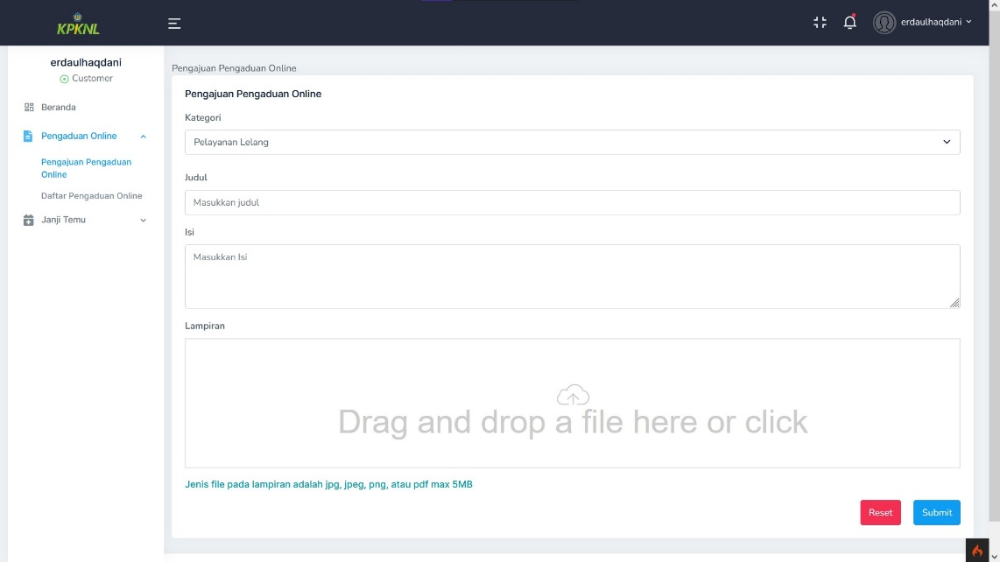 KPKNL
erdaulhaqdani
erdaulhaqdani
Customer
Beranda
Pengaduan Online
Pengajuan Pengaduan
Online
Daftar Pengaduan Online
Janji Temu
Pengajuan Pengaduan Online
Pengajuan Pengaduan Online
Kategori
Pelayanan Lelang
Judul
Masukkan judul
Isi
Masukkan Isi
Lampiran
Drag and drop a file here or click
Jenis file pada lampiran adalah jpg, jpeg, png, atau pdf max 5MB
Reset
Submit